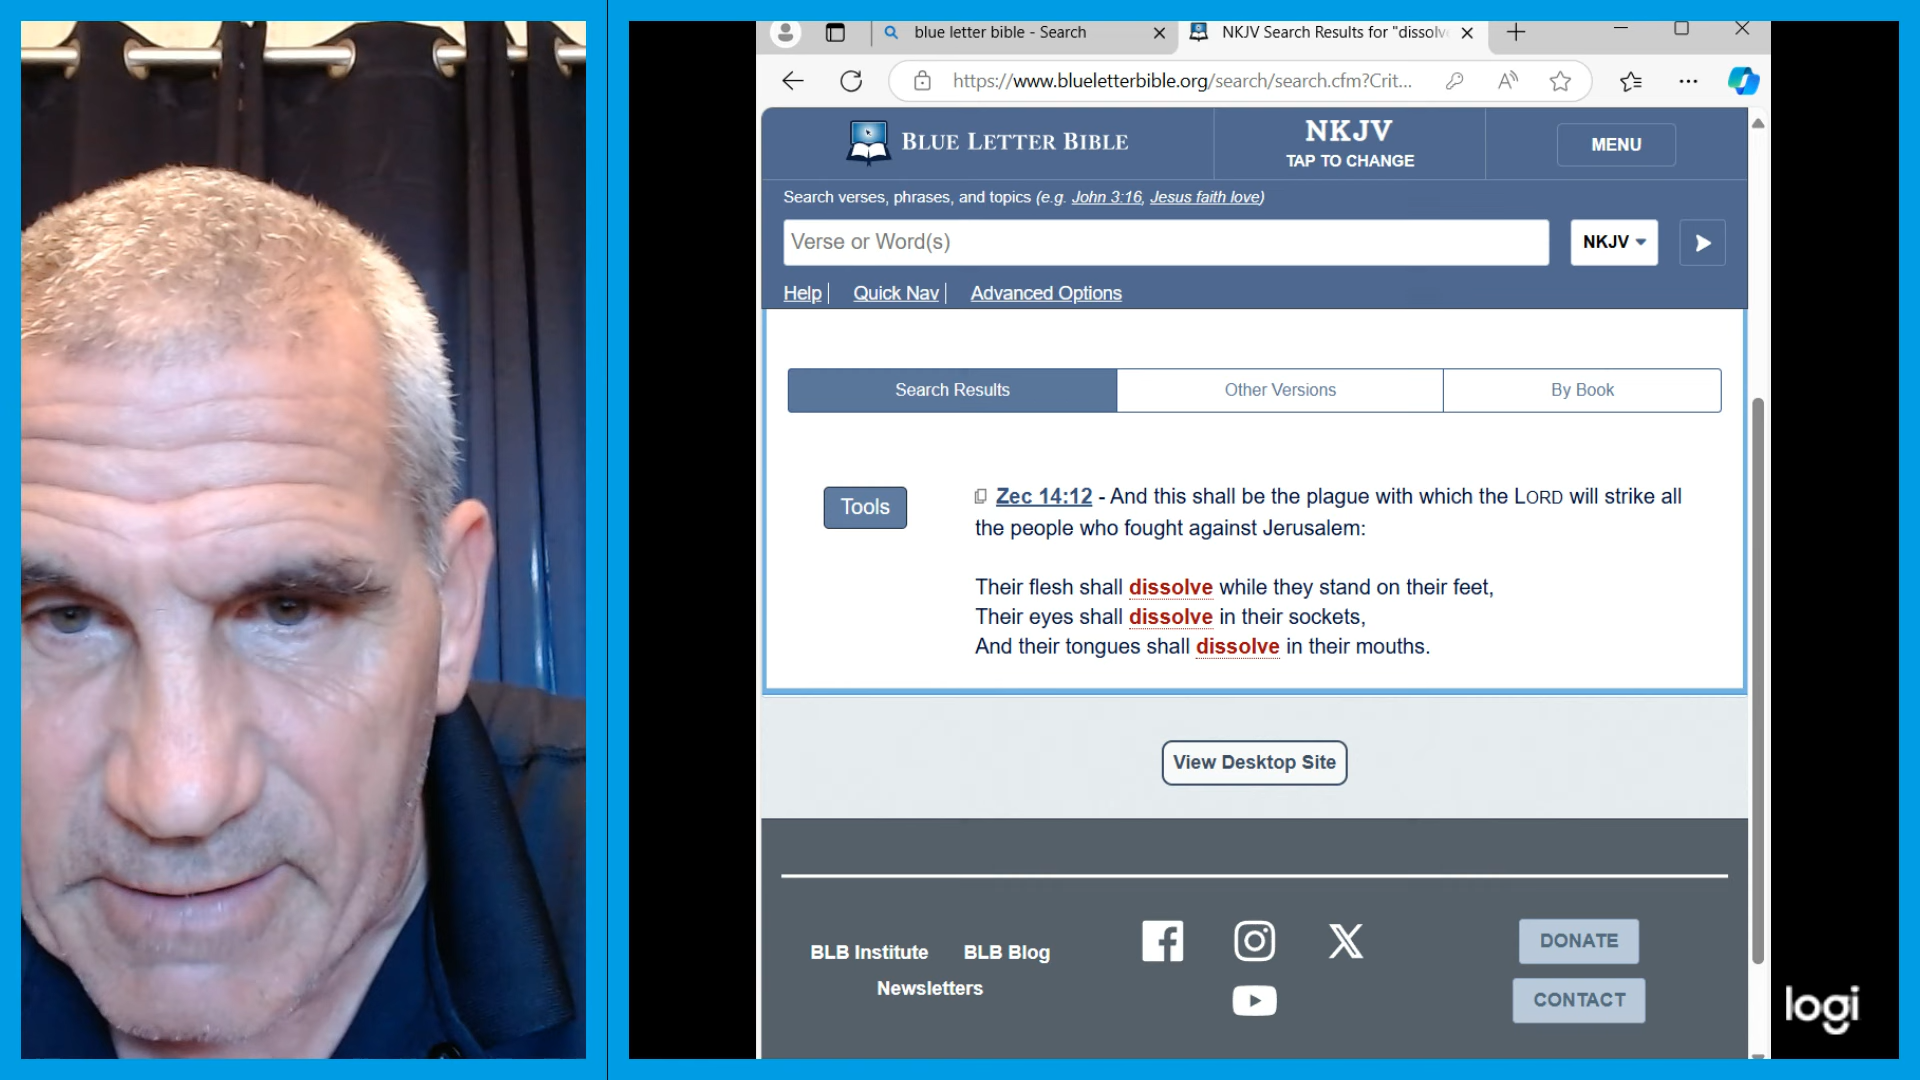 blue letter bible - Search
NKJV Search Results for "dissolv
https://www.blueletterbible.org/search/search.cfm?Crit...
BLUE LETTER BIBLE
NKJV
TAP TO CHANGE
MENU
Search verses, phrases, and topics (e.g. John 3:16, Jesus faith love)
Verse or Word(s)
NKJV
Help
Quick Nav
Advanced Options
Search Results
Other Versions
By Book
Tools
Zec 14:12 - And this shall be the plague with which the LORD will strike all
the people who fought against Jerusalem:
Their flesh shall dissolve while they stand on their feet,
Their eyes shall dissolve in their sockets,
And their tongues shall dissolve in their mouths.
View Desktop Site
BLB Institute
BLB Blog
Newsletters
DONATE
CONTACT
logi